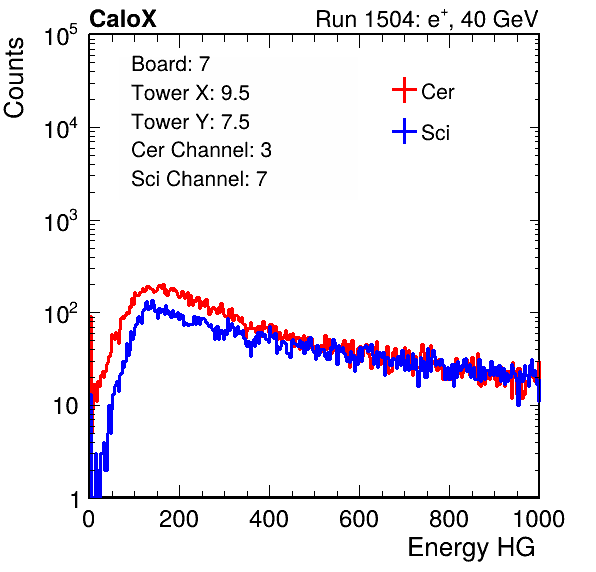 CaloX Run 1504: e⁺, 40 GeV
Counts
Board: 7
Tower X: 9.5
Tower Y: 7.5
Cer Channel: 3
Sci Channel: 7
Cer
Sci
10⁵
10⁴
10³
10²
10
1
0 200 400 600 800 1000
Energy HG